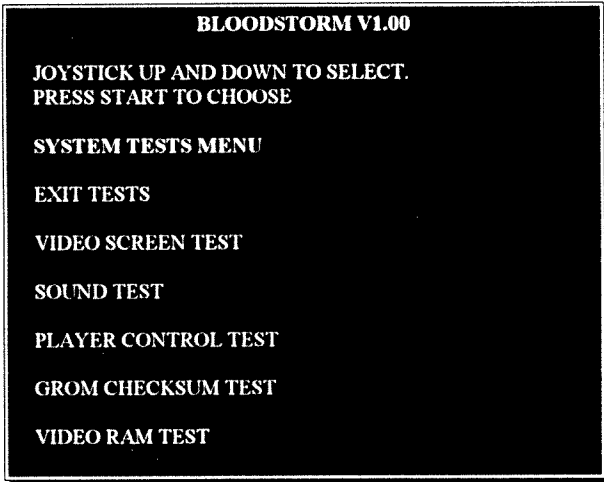 BLOODSTORM V1.00
JOYSTICK UP AND DOWN TO SELECT.
PRESS START TO CHOOSE
SYSTEM TESTS MENU
EXIT TESTS
VIDEO SCREEN TEST
SOUND TEST
PLAYER CONTROL TEST
GROM CHECKSUM TEST
VIDEO RAM TEST